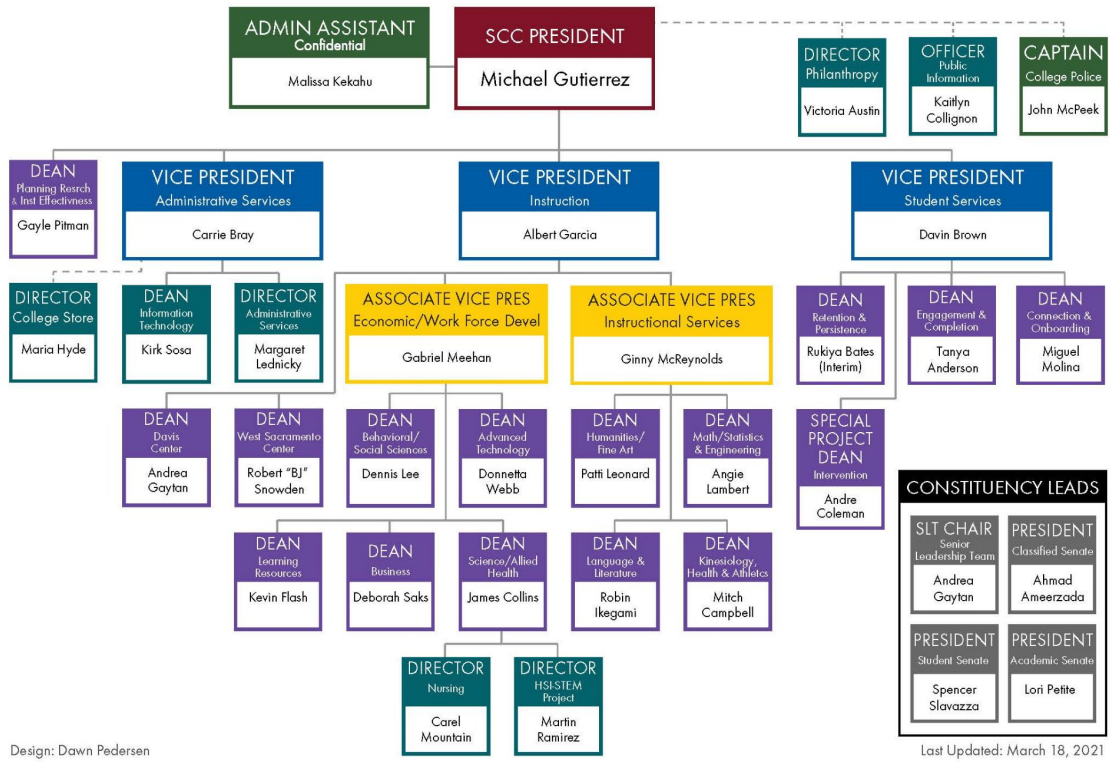 ADMIN ASSISTANT
Confidential
Malissa Kekahu
SCC PRESIDENT
Michael Gutierrez
DIRECTOR
Philanthropy
Victoria Austin
OFFICER
Public
Information
Kaitlyn
Collignon
CAPTAIN
College Police
John McPeek
DEAN
Planning Resrch
& Inst Effectivness
Gayle Pitman
VICE PRESIDENT
Administrative Services
Carrie Bray
VICE PRESIDENT
Instruction
Albert Garcia
VICE PRESIDENT
Student Services
Davin Brown
DIRECTOR
College Store
Maria Hyde
DEAN
Information
Technology
Kirk Sosa
DIRECTOR
Administrative
Services
Margaret
Lednicky
ASSOCIATE VICE PRES
Economic/Work Force Devel
Gabriel Meehan
ASSOCIATE VICE PRES
Instructional Services
Ginny McReynolds
DEAN
Retention &
Persistence
Rukiya Bates
(Interim)
DEAN
Engagement &
Completion
Tanya
Anderson
DEAN
Connection &
Onboarding
Miguel
Molina
DEAN
Davis
Center
Andrea
Gaytan
DEAN
West Sacramento
Center
Robert "BJ"
Snowden
DEAN
Behavioral/
Social Sciences
Dennis Lee
DEAN
Advanced
Technology
Donnetta
Webb
DEAN
Humanities/
Fine Art
Patti Leonard
DEAN
Math/Statistics
& Engineering
Angie
Lambert
SPECIAL
PROJECT
DEAN
Intervention
Andre
Coleman
DEAN
Learning
Resources
Kevin Flash
DEAN
Business
Deborah Saks
DEAN
Science/Allied
Health
James Collins
DEAN
Language &
Literature
Robin
Ikegami
DEAN
Kinesiology,
Health & Athletcs
Mitch
Campbell
DIRECTOR
Nursing
Carel
Mountain
DIRECTOR
HSI-STEM
Project
Martin
Ramirez
CONSTITUENCY LEADS
SLT CHAIR
Senior
Leadership Team
Andrea
Gaytan
PRESIDENT
Classified Senate
Ahmad
Ameerzada
PRESIDENT
Student Senate
Spencer
Slavazza
PRESIDENT
Academic Senate
Lori Petite
Design: Dawn Pedersen
Last Updated: March 18, 2021